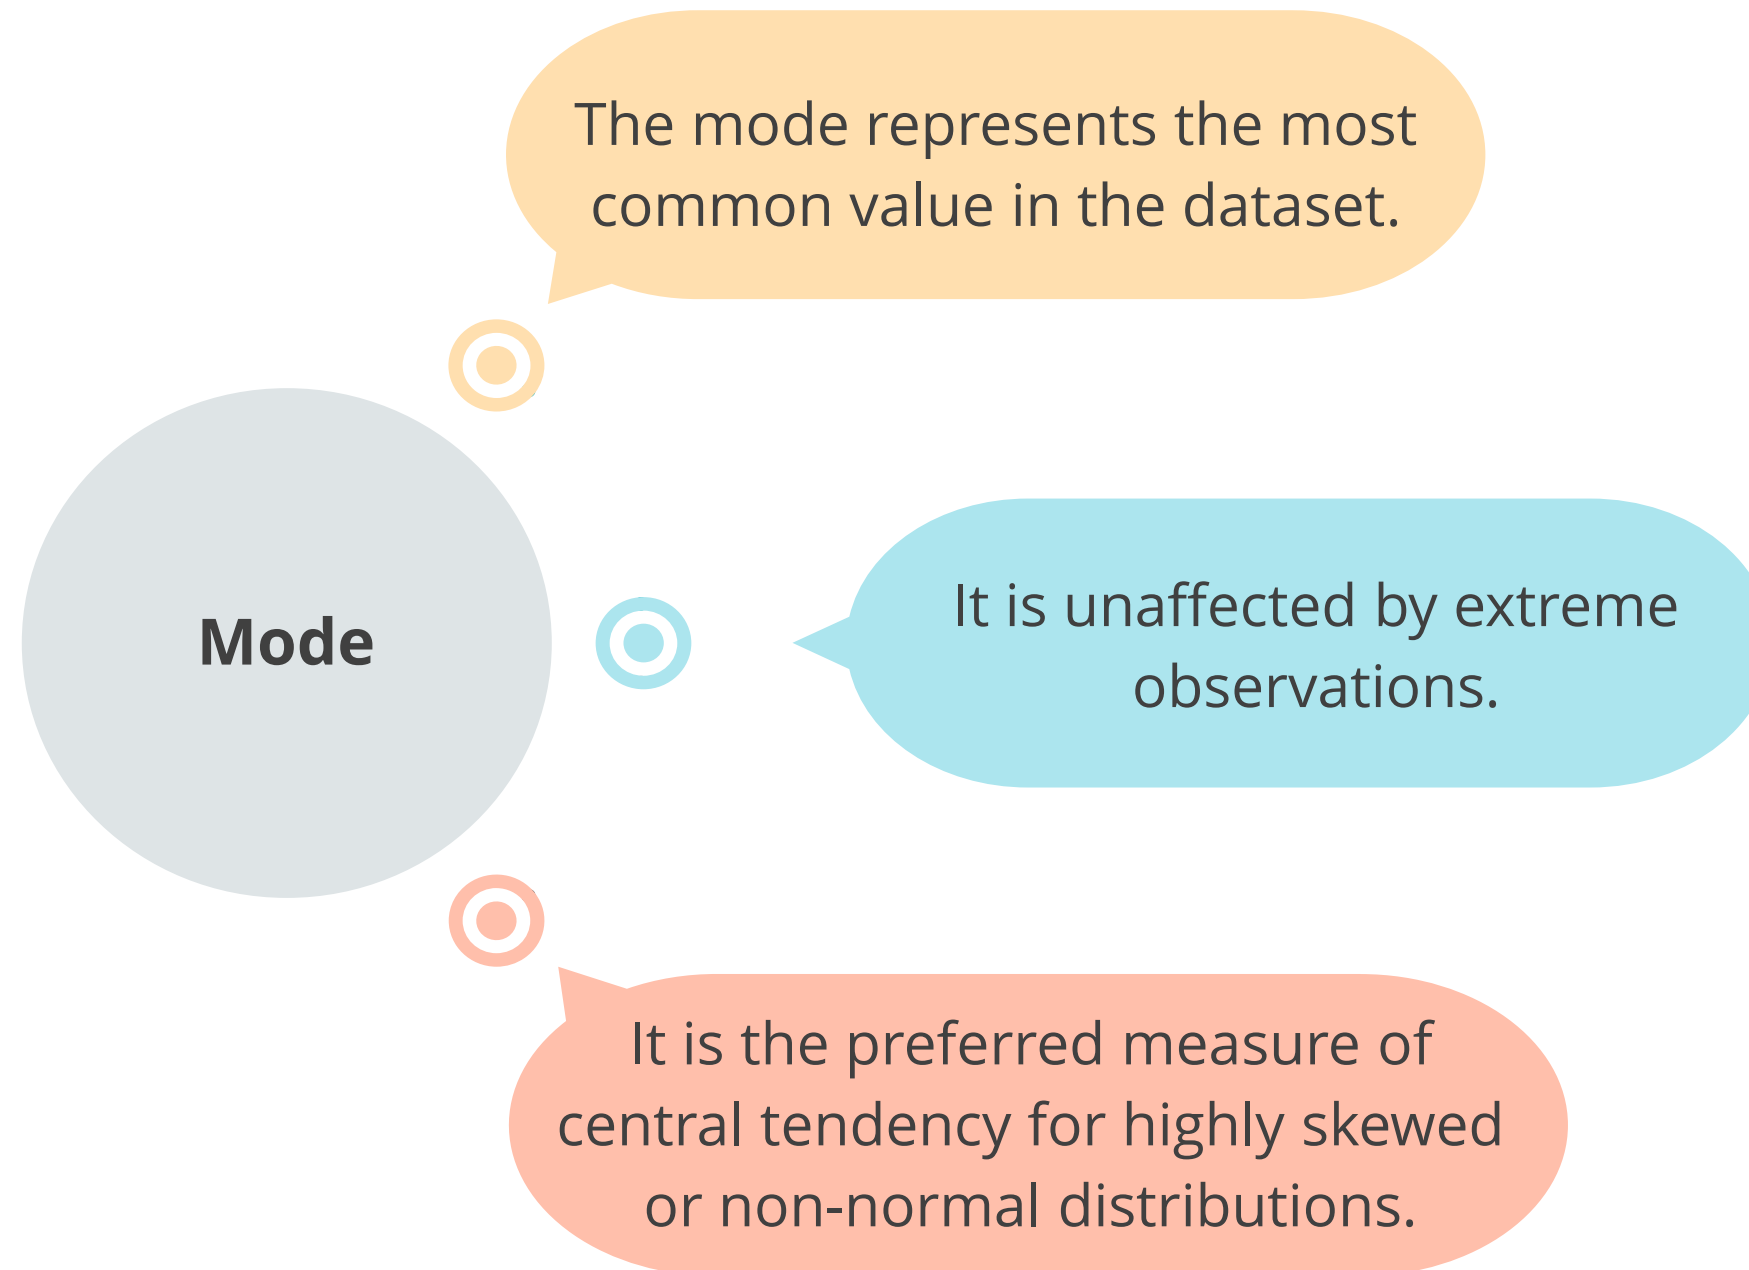 The mode represents the most
common value in the dataset.
Mode
It is unaffected by extreme
observations.
It is the preferred measure of
central tendency for highly skewed
or non-normal distributions.